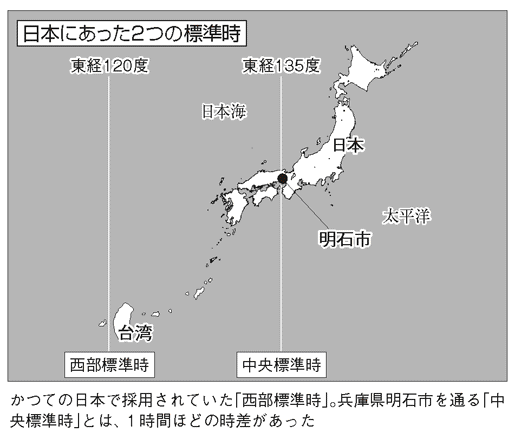 日本にあった2つの標準時
東経120度
東経135度
日本海
日本
太平洋
明石市
台湾
西部標準時
中央標準時
かつての日本で採用されていた「西部標準時」。兵庫県明石市を通る「中
央標準時」とは、1時間ほどの時差があった